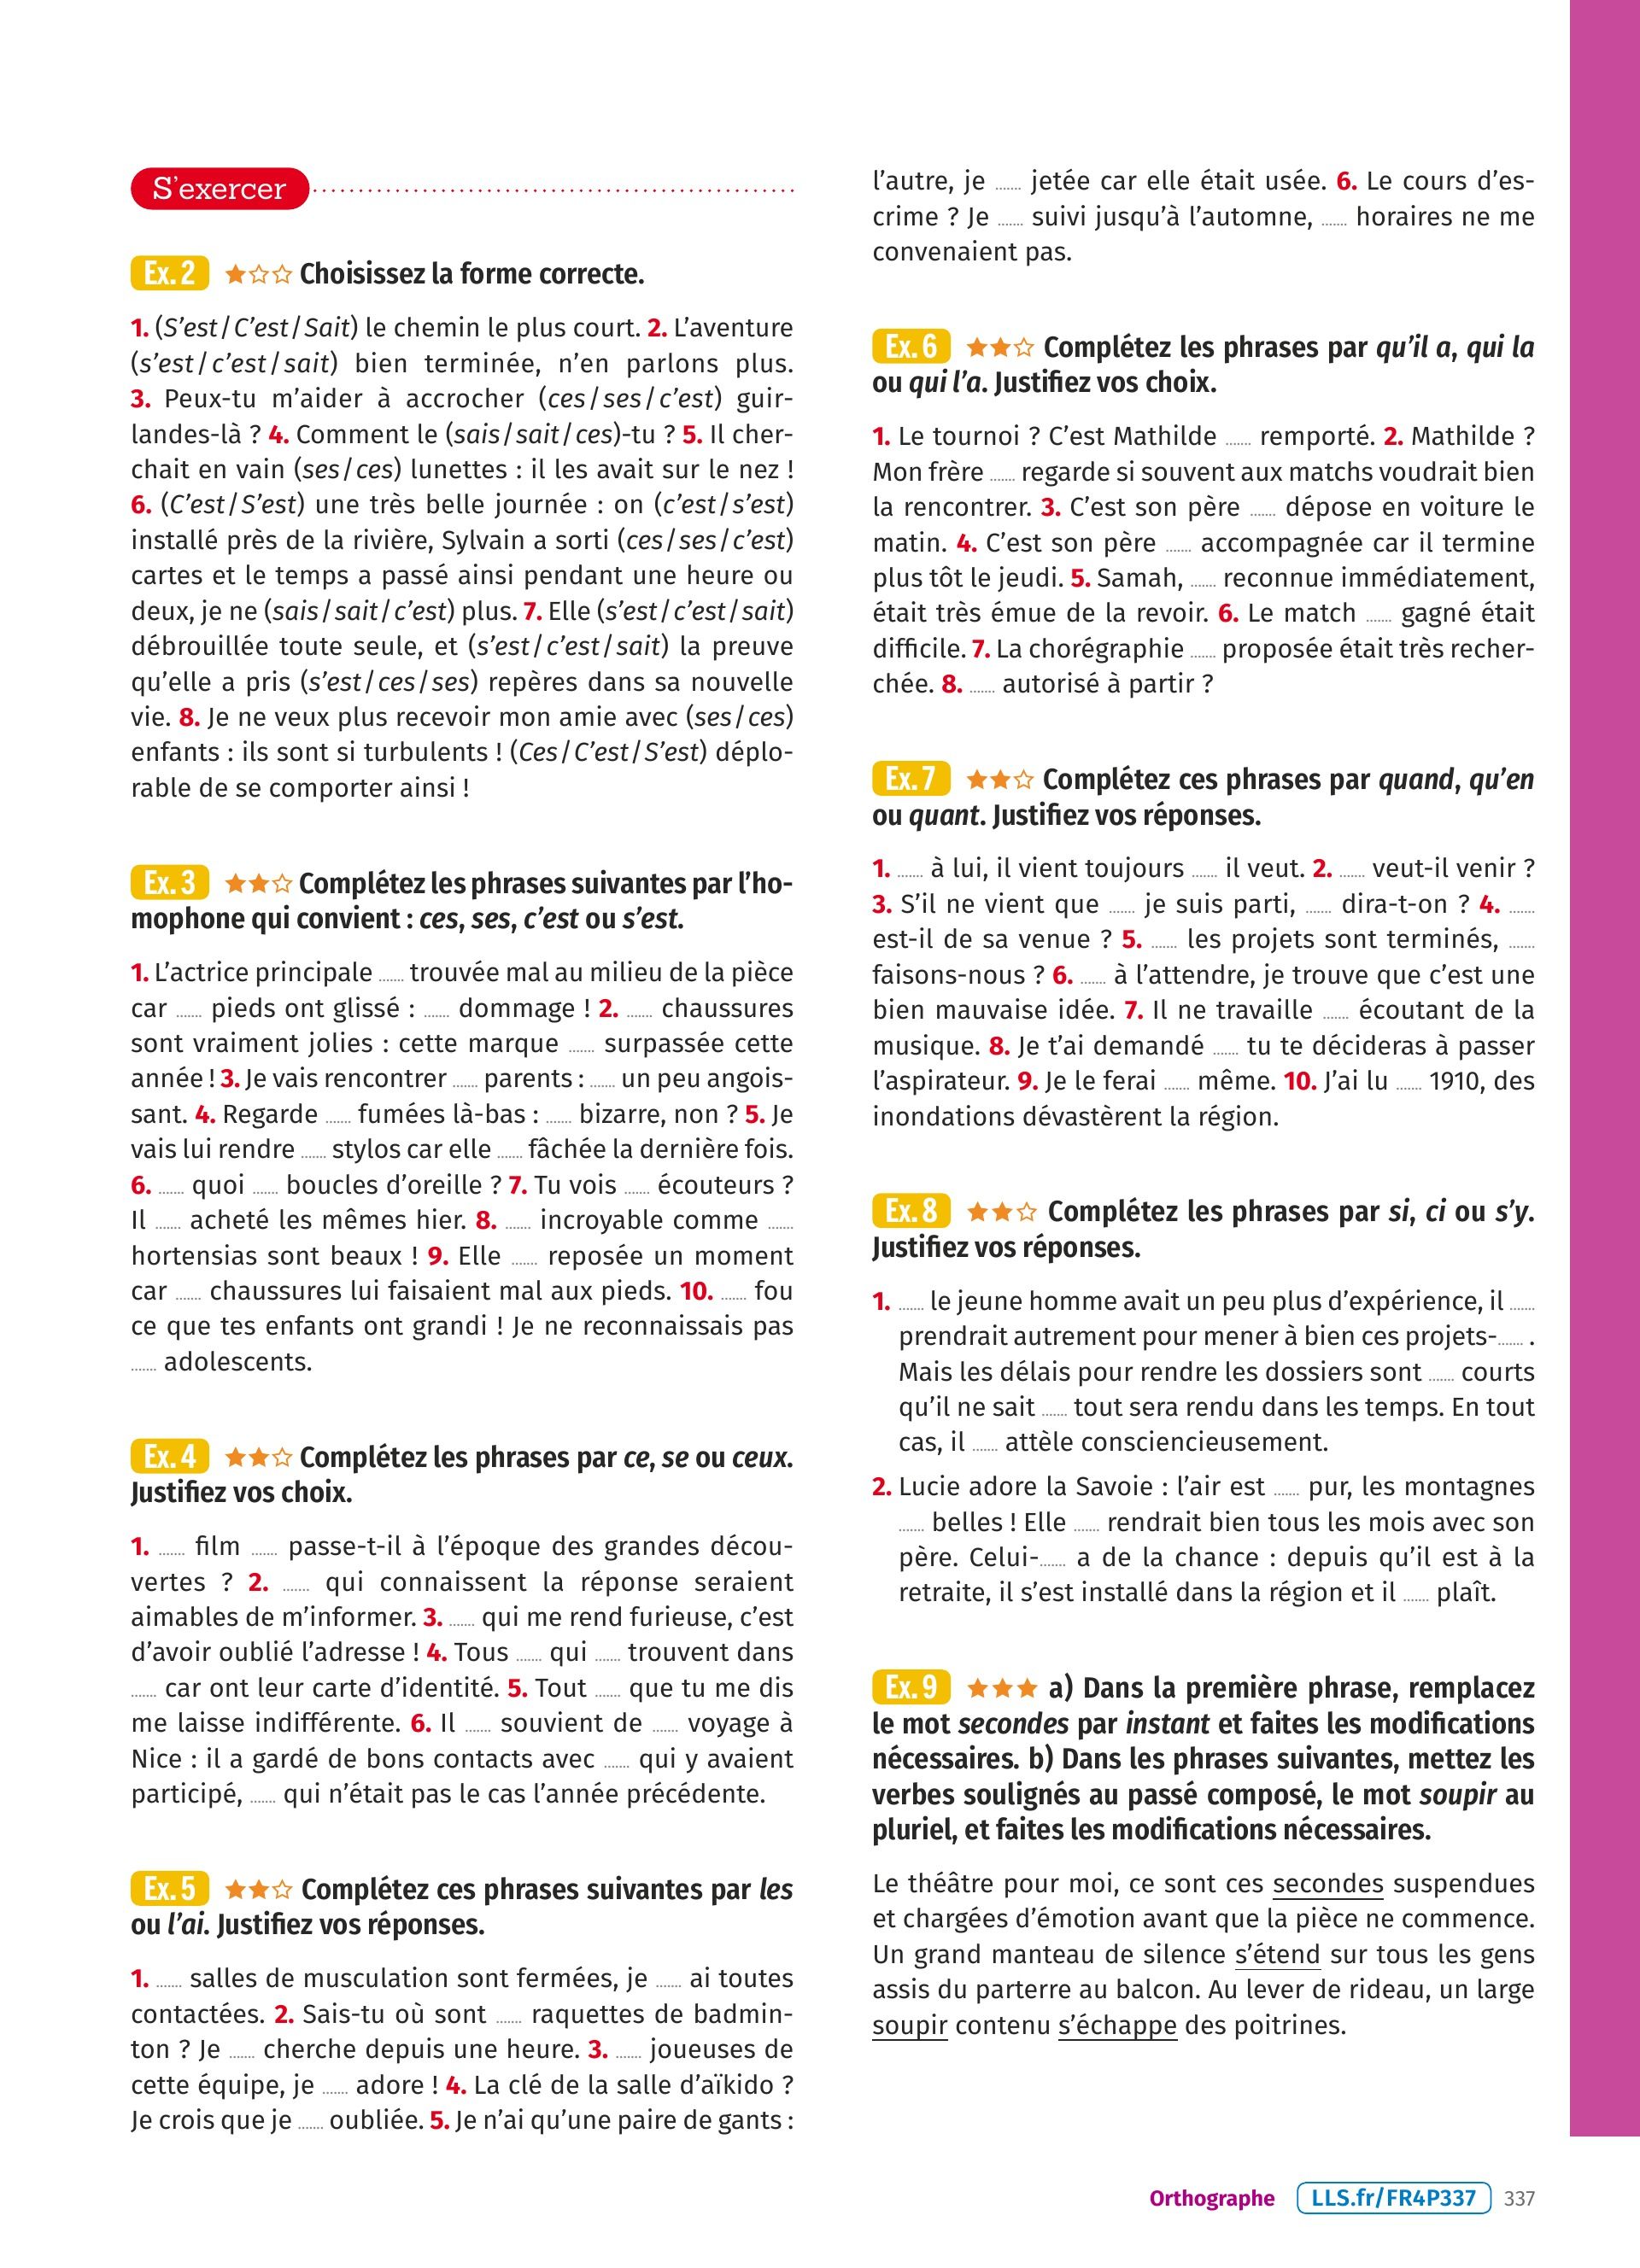 S'exercer
Ex. 2 ★☆☆ Choisissez la forme correcte.
1. (S'est / C'est / Sait) le chemin le plus court. 2. L'aventure
(s'est / c'est / sait) bien terminée, n'en parlons plus.
3. Peux-tu m'aider à accrocher (ces / ses / c'est) guir-
landes-là ? 4. Comment le (sais / sait / ces)-tu ? 5. Il cher-
chait en vain (ses / ces) lunettes : il les avait sur le nez !
6. (C'est / S'est) une très belle journée : on (c'est / s'est)
installé près de la rivière, Sylvain a sorti (ces / ses / c'est)
cartes et le temps a passé ainsi pendant une heure ou
deux, je ne (sais / sait / c'est) plus. 7. Elle (s'est / c'est / sait)
débrouillée toute seule, et (s'est / c'est / sait) la preuve
qu'elle a pris (s'est / ces / ses) repères dans sa nouvelle
vie. 8. Je ne veux plus recevoir mon amie avec (ses / ces)
enfants : ils sont si turbulents ! (Ces / C'est / S'est) déplo-
rable de se comporter ainsi !
Ex. 3 ★★☆ Complétez les phrases suivantes par l'ho-
mophone qui convient : ces, ses, c'est ou s'est.
1. L'actrice principale ...... trouvée mal au milieu de la pièce
car ...... pieds ont glissé : ...... dommage ! 2. ...... chaussures
sont vraiment jolies : cette marque ...... surpassée cette
année ! 3. Je vais rencontrer ...... parents : ...... un peu angois-
sant. 4. Regarde ...... fumées là-bas : ...... bizarre, non ? 5. Je
vais lui rendre ...... stylos car elle ...... fâchée la dernière fois.
6. ...... quoi ...... boucles d'oreille ? 7. Tu vois ...... écouteurs ?
Il ...... acheté les mêmes hier. 8. ...... incroyable comme ......
hortensias sont beaux ! 9. Elle ...... reposée un moment
car ...... chaussures lui faisaient mal aux pieds. 10. ...... fou
ce que tes enfants ont grandi ! Je ne reconnaissais pas
...... adolescents.
Ex. 4 ★★☆ Complétez les phrases par ce, se ou ceux.
Justifiez vos choix.
1. ...... film ...... passe-t-il à l'époque des grandes décou-
vertes ? 2. ...... qui connaissent la réponse seraient
aimables de m'informer. 3. ...... qui me rend furieuse, c'est
d'avoir oublié l'adresse ! 4. Tous ...... qui ...... trouvent dans
...... car ont leur carte d'identité. 5. Tout ...... que tu me dis
me laisse indifférente. 6. Il ...... souvient de ...... voyage à
Nice : il a gardé de bons contacts avec ...... qui y avaient
participé, ...... qui n'était pas le cas l'année précédente.
Ex. 5 ★★☆ Complétez ces phrases suivantes par les
ou l'ai. Justifiez vos réponses.
1. ...... salles de musculation sont fermées, je ...... ai toutes
contactées. 2. Sais-tu où sont ...... raquettes de badmin-
ton ? Je ...... cherche depuis une heure. 3. ...... joueuses de
cette équipe, je ...... adore ! 4. La clé de la salle d'aïkido ?
Je crois que je ...... oubliée. 5. Je n'ai qu'une paire de gants :
l'autre, je ...... jetée car elle était usée. 6. Le cours d'es-
crime ? Je ...... suivi jusqu'à l'automne, ...... horaires ne me
convenaient pas.
Ex. 6 ★★☆ Complétez les phrases par qu'il a, qui la
ou qui l'a. Justifiez vos choix.
1. Le tournoi ? C'est Mathilde ...... remporté. 2. Mathilde ?
Mon frère ...... regarde si souvent aux matchs voudrait bien
la rencontrer. 3. C'est son père ...... dépose en voiture le
matin. 4. C'est son père ...... accompagnée car il termine
plus tôt le jeudi. 5. Samah, ...... reconnue immédiatement,
était très émue de la revoir. 6. Le match ...... gagné était
difficile. 7. La chorégraphie ...... proposée était très recher-
chée. 8. ...... autorisé à partir ?
Ex. 7 ★★☆ Complétez ces phrases par quand, qu'en
ou quant. Justifiez vos réponses.
1. ...... à lui, il vient toujours ...... il veut. 2. ...... veut-il venir ?
3. S'il ne vient que ...... je suis parti, ...... dira-t-on ? 4. ......
est-il de sa venue ? 5. ...... les projets sont terminés, ......
faisons-nous ? 6. ...... à l'attendre, je trouve que c'est une
bien mauvaise idée. 7. Il ne travaille ...... écoutant de la
musique. 8. Je t'ai demandé ...... tu te décideras à passer
l'aspirateur. 9. Je le ferai ...... même. 10. J'ai lu ...... 1910, des
inondations dévastèrent la région.
Ex. 8 ★★☆ Complétez les phrases par si, ci ou s'y.
Justifiez vos réponses.
1. ...... le jeune homme avait un peu plus d'expérience, il ......
prendrait autrement pour mener à bien ces projets-...... .
Mais les délais pour rendre les dossiers sont ...... courts
qu'il ne sait ...... tout sera rendu dans les temps. En tout
cas, il ...... attèle consciencieusement.
2. Lucie adore la Savoie : l'air est ...... pur, les montagnes
...... belles ! Elle ...... rendrait bien tous les mois avec son
père. Celui-...... a de la chance : depuis qu'il est à la
retraite, il s'est installé dans la région et il ...... plaît.
Ex. 9 ★★★ a) Dans la première phrase, remplacez
le mot secondes par instant et faites les modifications
nécessaires. b) Dans les phrases suivantes, mettez les
verbes soulignés au passé composé, le mot soupir au
pluriel, et faites les modifications nécessaires.
Le théâtre pour moi, ce sont ces secondes suspendues
et chargées d'émotion avant que la pièce ne commence.
Un grand manteau de silence s'étend sur tous les gens
assis du parterre au balcon. Au lever de rideau, un large
soupir contenu s'échappe des poitrines.
Orthographe LLS.fr/FR4P337 337